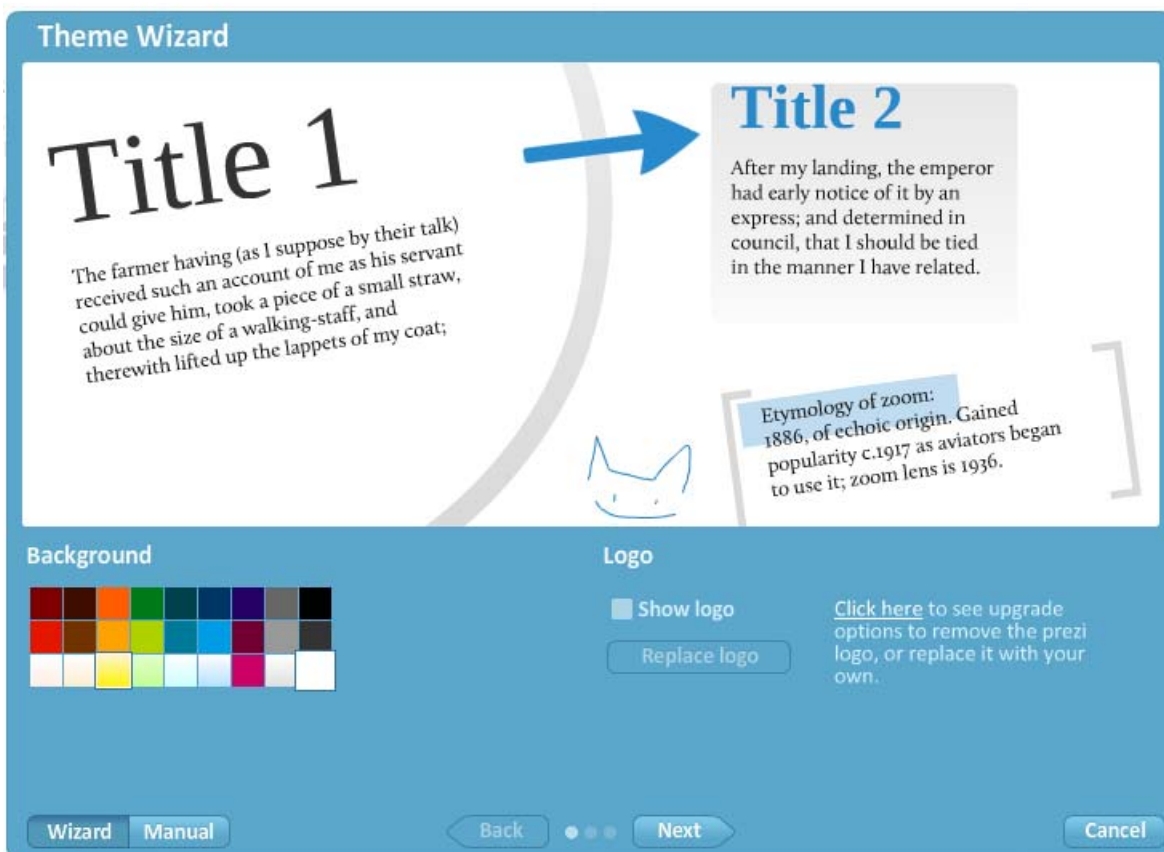 Theme Wizard
Title 1
The farmer having (as I suppose by their talk)
received such an account of me as his servant
could give him, took a piece of a small straw,
about the size of a walking-staff, and
therewith lifted up the lappets of my coat;
Title 2
After my landing, the emperor
had early notice of it by an
express; and determined in
council, that I should be tied
in the manner I have related.
Etymology of zoom:
1886, of echoic origin. Gained
popularity c.1917 as aviators began
to use it; zoom lens is 1936.
Background
Logo
Show logo
Replace logo
Click here to see upgrade
options to remove the prezi
logo, or replace it with your
own.
Wizard
Manual
Back
Next
Cancel